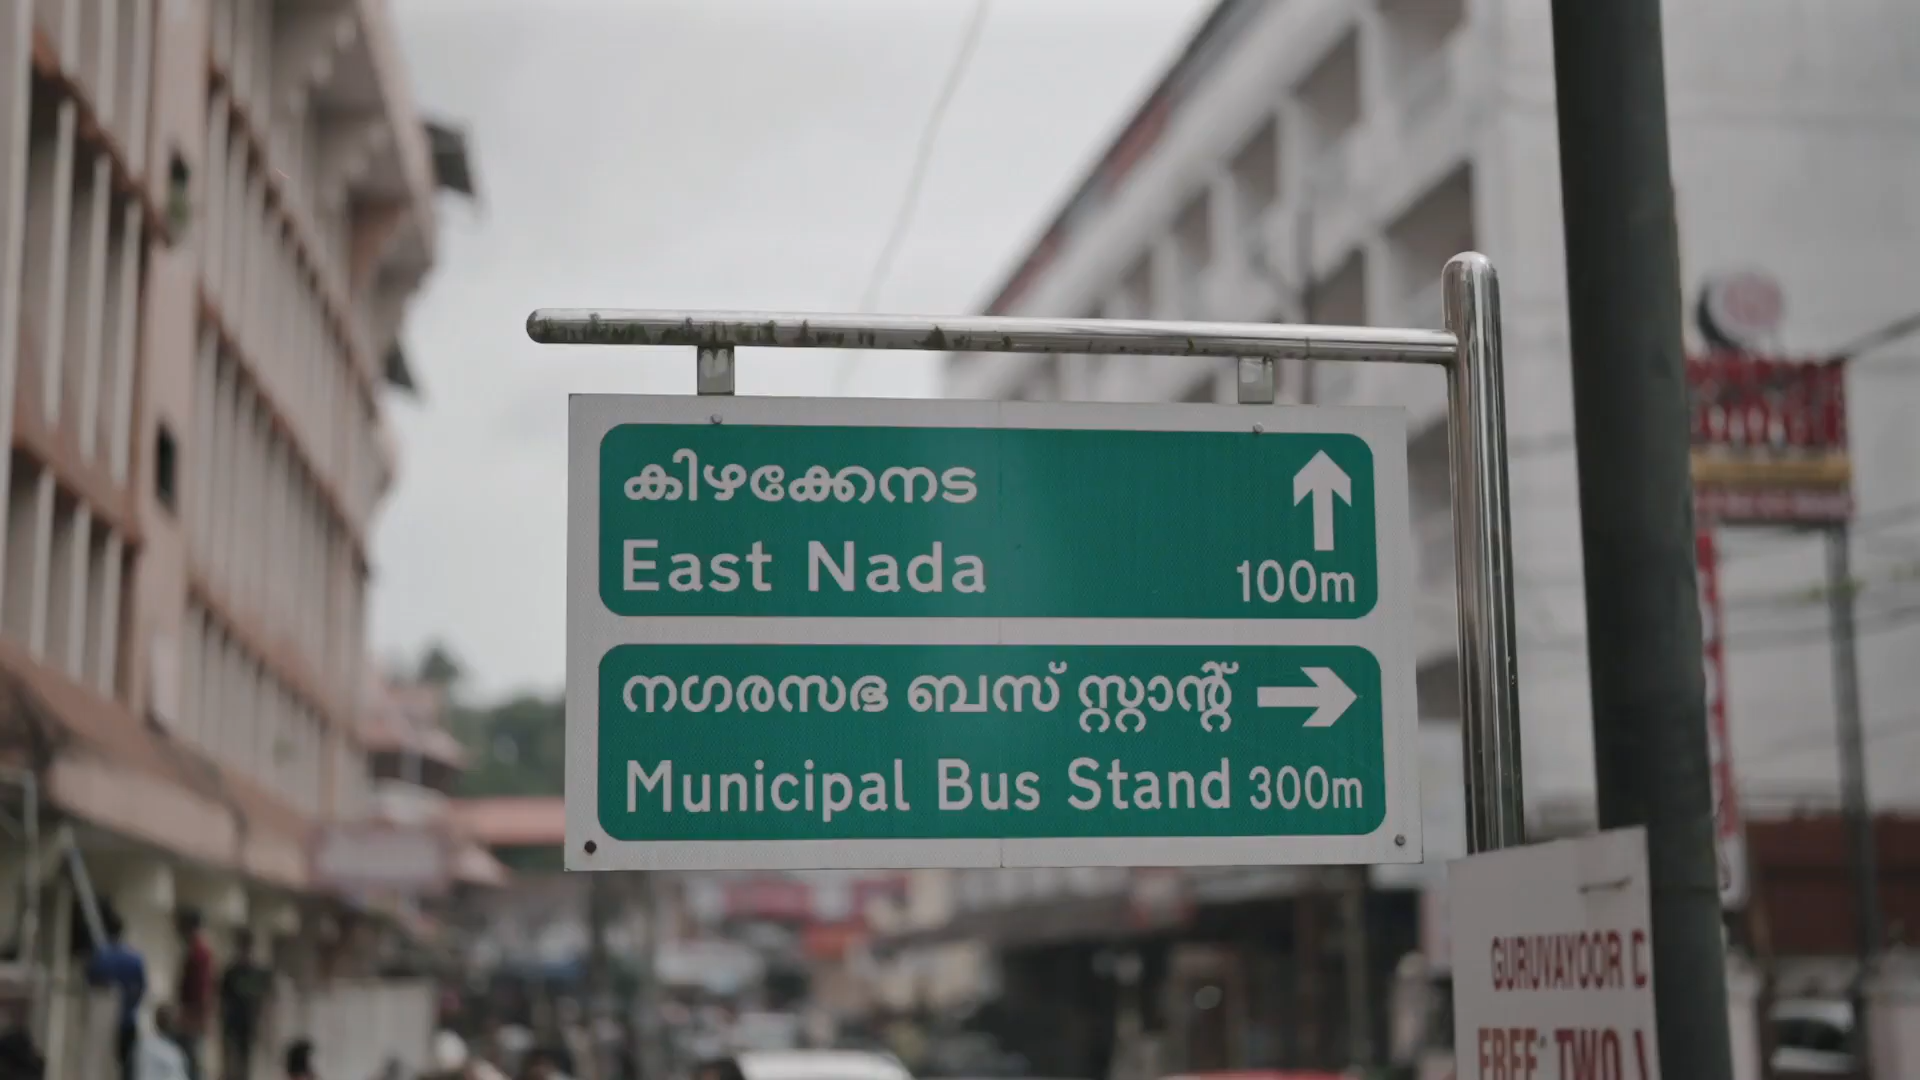 കിഴക്കേനട
East Nada
100m
നഗരസഭ ബസ് സ്റ്റാന്റ്
Municipal Bus Stand 300m
GURUVAYOOR
FREE TWO